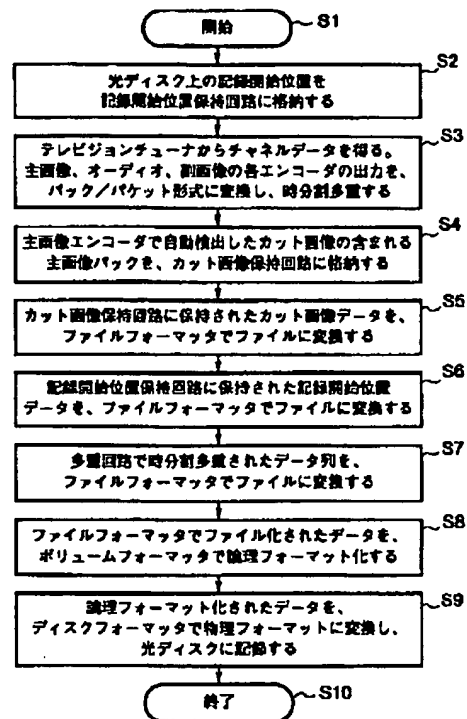 開始
S1
S2
光ディスク上の記録開始位置を
記録開始位置保持回路に格納する
S3
テレビジョンチューナからチャネルデータを得る。
主画像、オーディオ、副画像の各エンコーダの出力を、
パック/パケット形式に変換し、時分割多重する
S4
主画像エンコーダで自動検出したカット画像の含まれる
主画像パックを、カット画像保持回路に格納する
S5
カット画像保持回路に保持されたカット画像データを、
ファイルフォーマッタでファイルに変換する
S6
記録開始位置保持回路に保持された記録開始位置
データを、ファイルフォーマッタでファイルに変換する
S7
多重回路で時分割多重されたデータ列を、
ファイルフォーマッタでファイルに変換する
S8
ファイルフォーマッタでファイル化されたデータを、
ボリュームフォーマッタで論理フォーマット化する
S9
論理フォーマット化されたデータを、
ディスクフォーマッタで物理フォーマットに変換し、
光ディスクに記録する
終了
S10